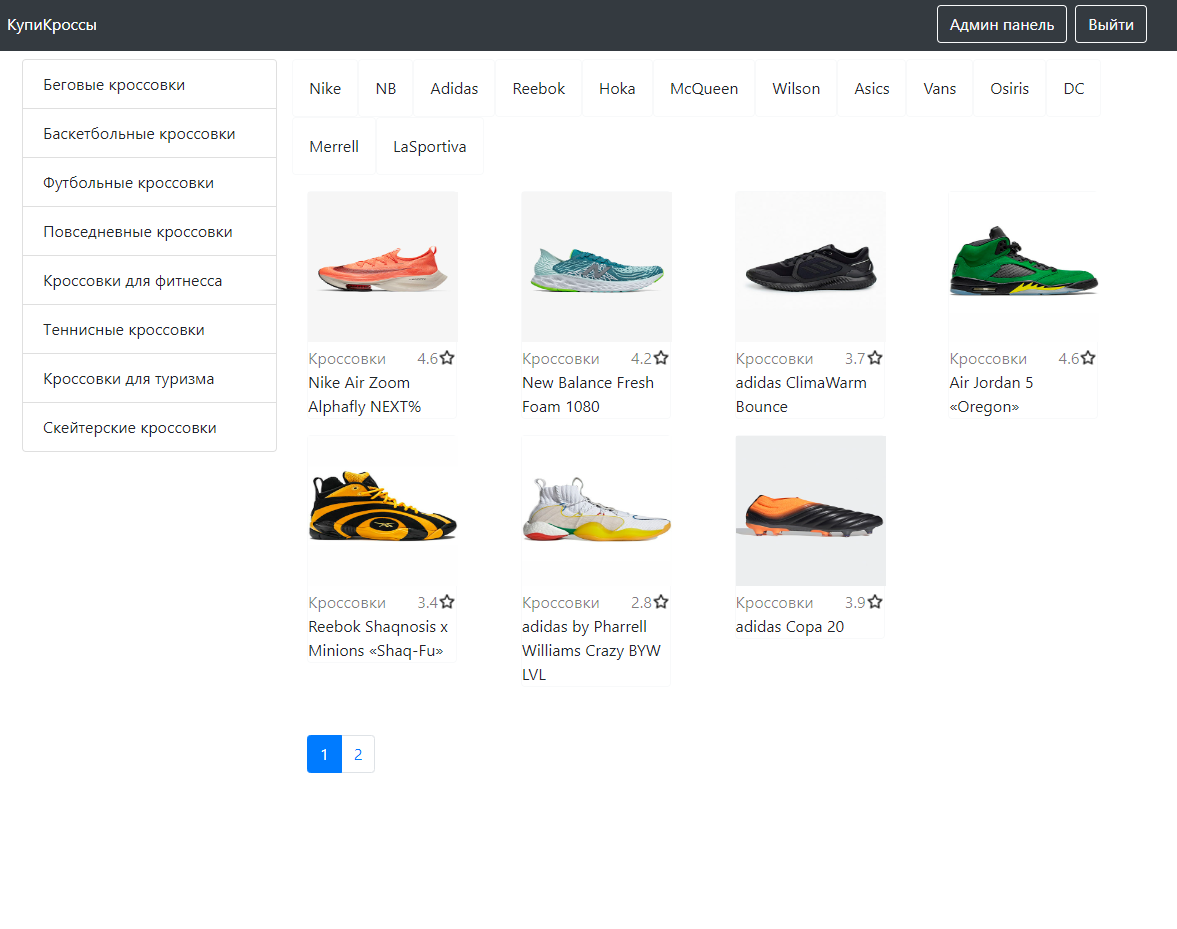 КупиКроссы
Админ панель
Выйти
Беговые кроссовки
Баскетбольные кроссовки
Футбольные кроссовки
Повседневные кроссовки
Кроссовки для фитнесса
Теннисные кроссовки
Кроссовки для туризма
Скейтерские кроссовки
Nike NB Adidas Reebok Hoka McQueen Wilson Asics Vans Osiris DC
Merrell LaSportiva
Кроссовки 4.6
Nike Air Zoom
Alphafly NEXT%
Кроссовки 4.2
New Balance Fresh
Foam 1080
Кроссовки 3.7
adidas ClimaWarm
Bounce
Кроссовки 4.6
Air Jordan 5
«Oregon»
Кроссовки 3.4
Reebok Shaqnosis x
Minions «Shaq-Fu»
Кроссовки 2.8
adidas by Pharrell
Williams Crazy BYW
LVL
Кроссовки 3.9
adidas Copa 20
1 2